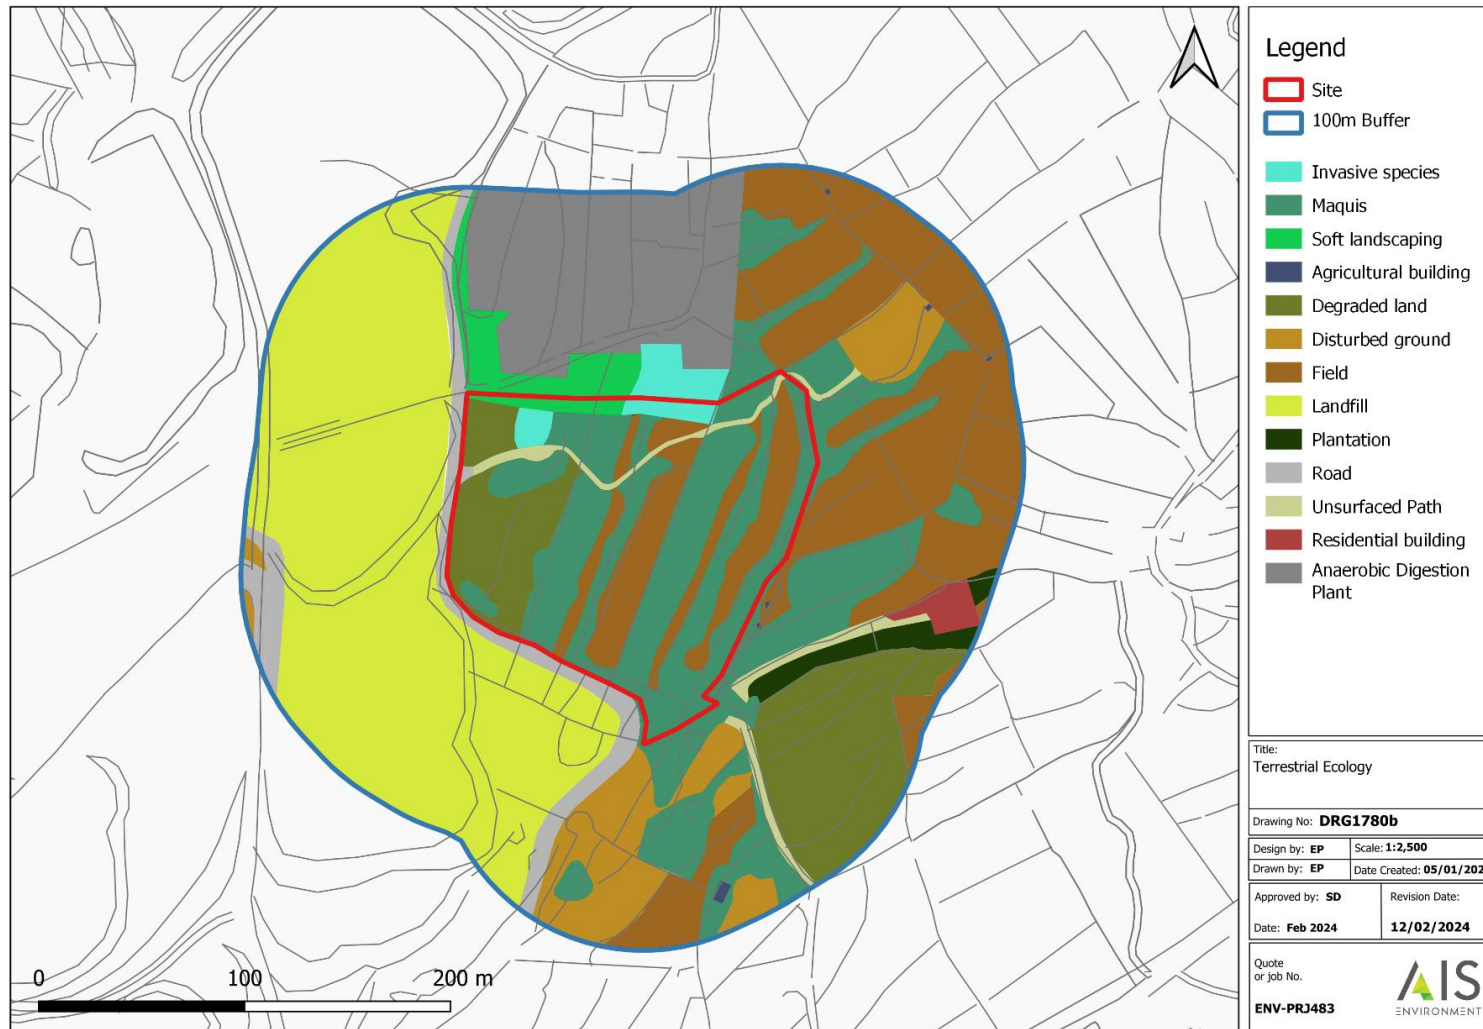 Legend
Site
100m Buffer
Invasive species
Maquis
Soft landscaping
Agricultural building
Degraded land
Disturbed ground
Field
Landfill
Plantation
Road
Unsurfaced Path
Residential building
Anaerobic Digestion
Plant
Title:
Terrestrial Ecology
Drawing No: DRG1780b
Design by: EP
Scale: 1:2,500
Drawn by: EP
Date Created: 05/01/202
Approved by: SD
Revision Date:
Date: Feb 2024
12/02/2024
Quote
or job No.
ENV-PRJ483
AIS
ENVIRONMENT
0 100 200 m